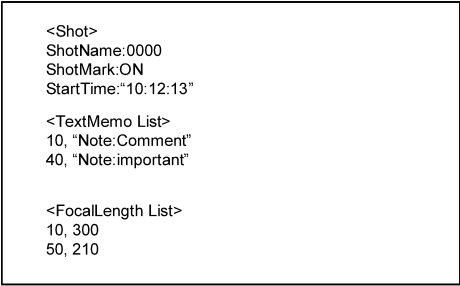 <Shot>
ShotName:0000
ShotMark:ON
StartTime:“10:12:13”
<TextMemo List>
10, “Note:Comment”
40, “Note:important”
<FocalLength List>
10, 300
50, 210